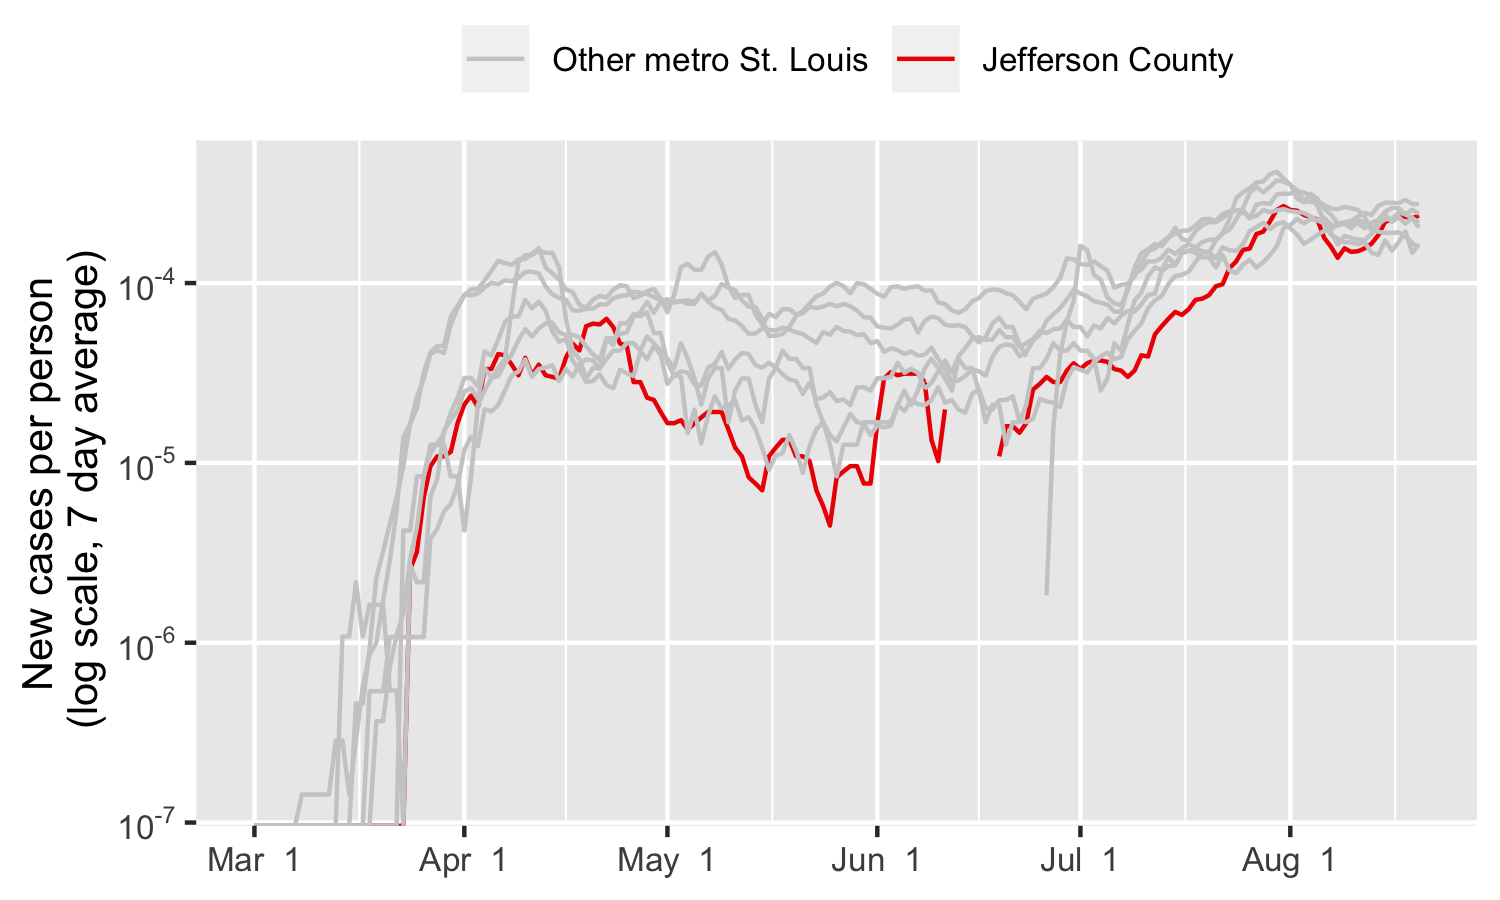 Other metro St. Louis
Jefferson County
New cases per person
(log scale, 7 day average)
10⁻⁴
10⁻⁵
10⁻⁶
10⁻⁷
Mar 1
Apr 1
May 1
Jun 1
Jul 1
Aug 1